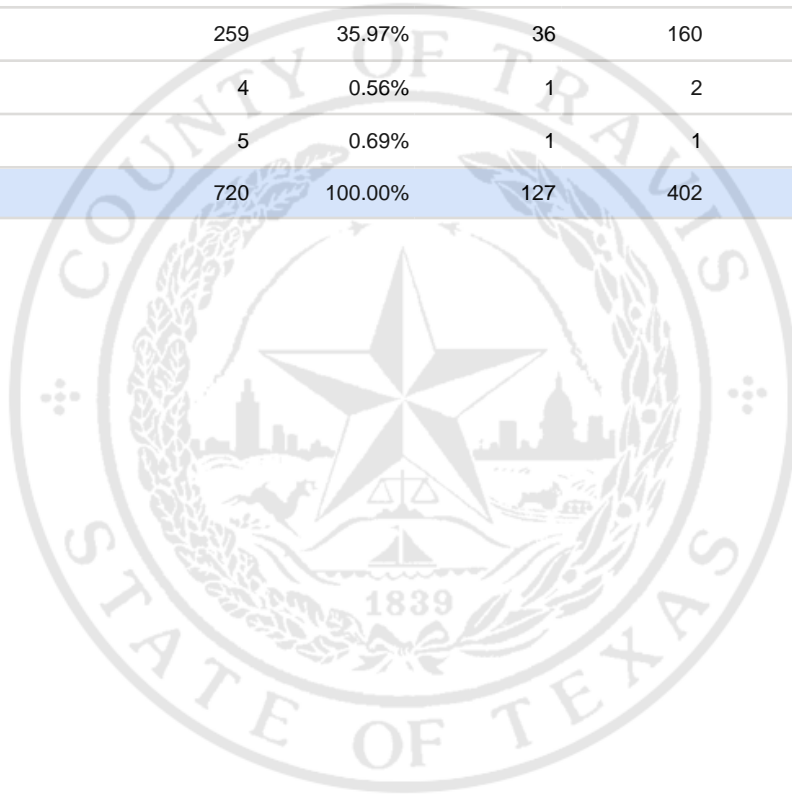 259 35.97% 36 160
4 0.56% 1 2
5 0.69% 1 1
720 100.00% 127 402
COUNTY OF TRAVIS
1839
STATE OF TEXAS